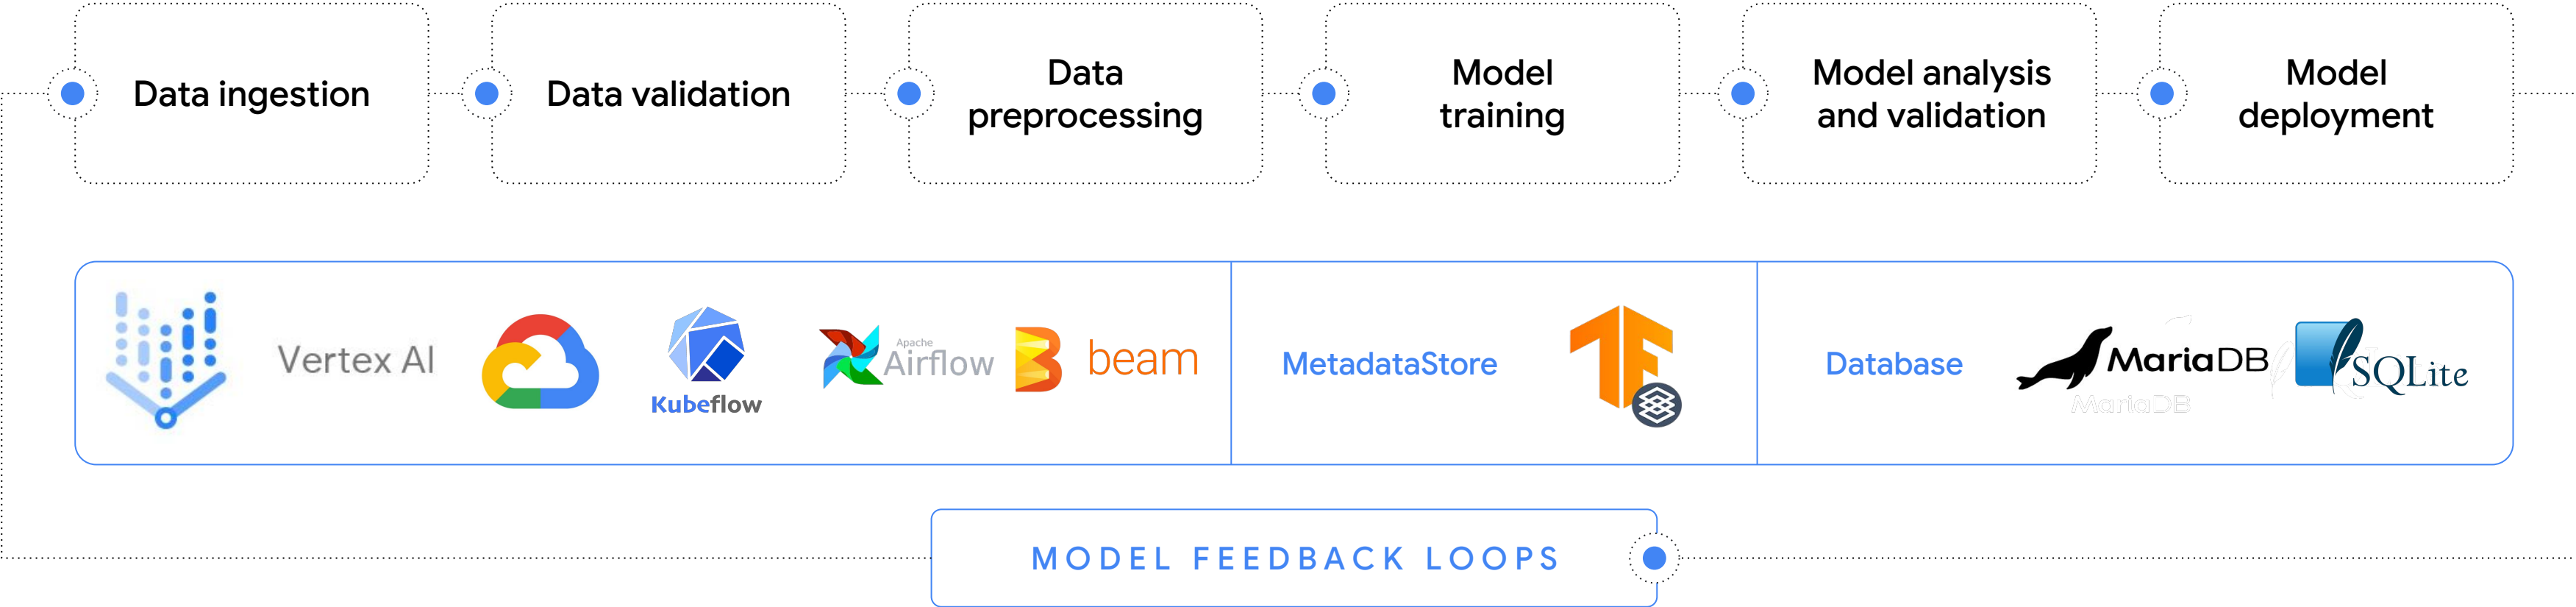 Data ingestion
Data validation
Data
preprocessing
Model
training
Model analysis
and validation
Model
deployment
Vertex AI
Kubeflow
Apache
Airflow
beam
MetadataStore
Database
MariaDB
MariaDB
SQLite
MODEL FEEDBACK LOOPS